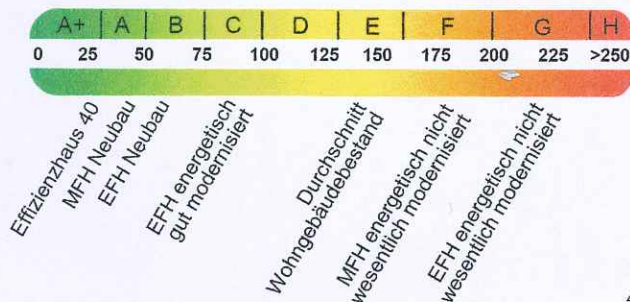 A+ A B C D E F G H
0 25 50 75 100 125 150 175 200 225 >250
Effizienzhaus 40
MFH Neubau
EFH Neubau
EFH energetisch
gut modernisiert
Durchschnitt
Wohngebäudebestand
MFH energetisch nicht
wesentlich modernisiert
EFH energetisch nicht
wesentlich modernisiert